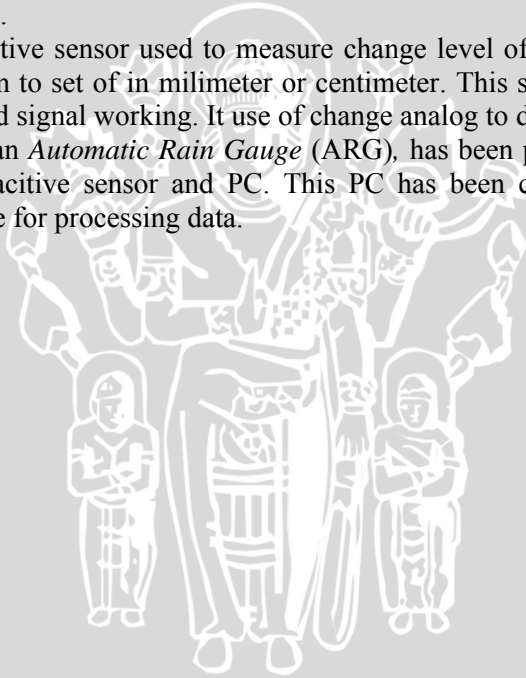 .
tive sensor used to measure change level of
n to set of in milimeter or centimeter. This s
d signal working. It use of change analog to d
an Automatic Rain Gauge (ARG), has been p
acitive sensor and PC. This PC has been c
e for processing data.